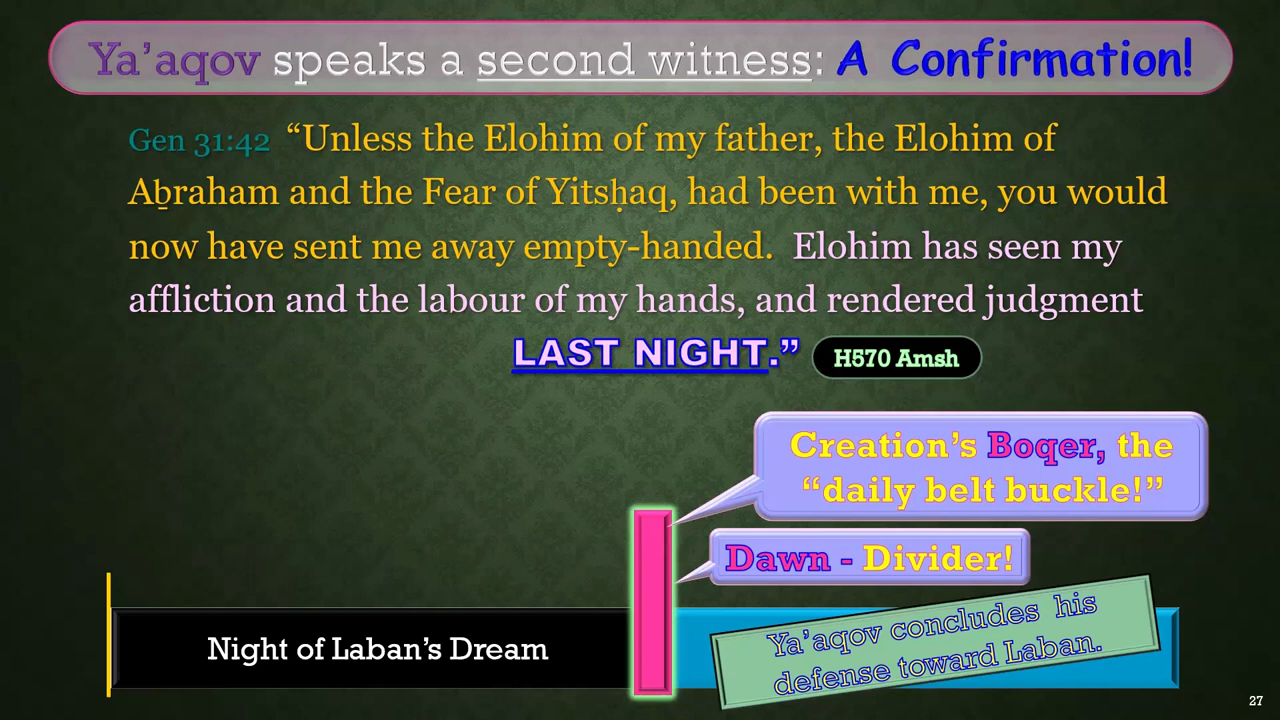 Ya’aqov speaks a second witness: A Confirmation!
Gen 31:42 “Unless the Elohim of my father, the Elohim of
Aḇraham and the Fear of Yitsḥaq, had been with me, you would
now have sent me away empty-handed. Elohim has seen my
affliction and the labour of my hands, and rendered judgment
LAST NIGHT.”
H570 Amsh
Creation’s Boqer, the
“daily belt buckle!”
Dawn - Divider!
Night of Laban’s Dream
Ya’aqov concludes his
defense toward Laban.
27